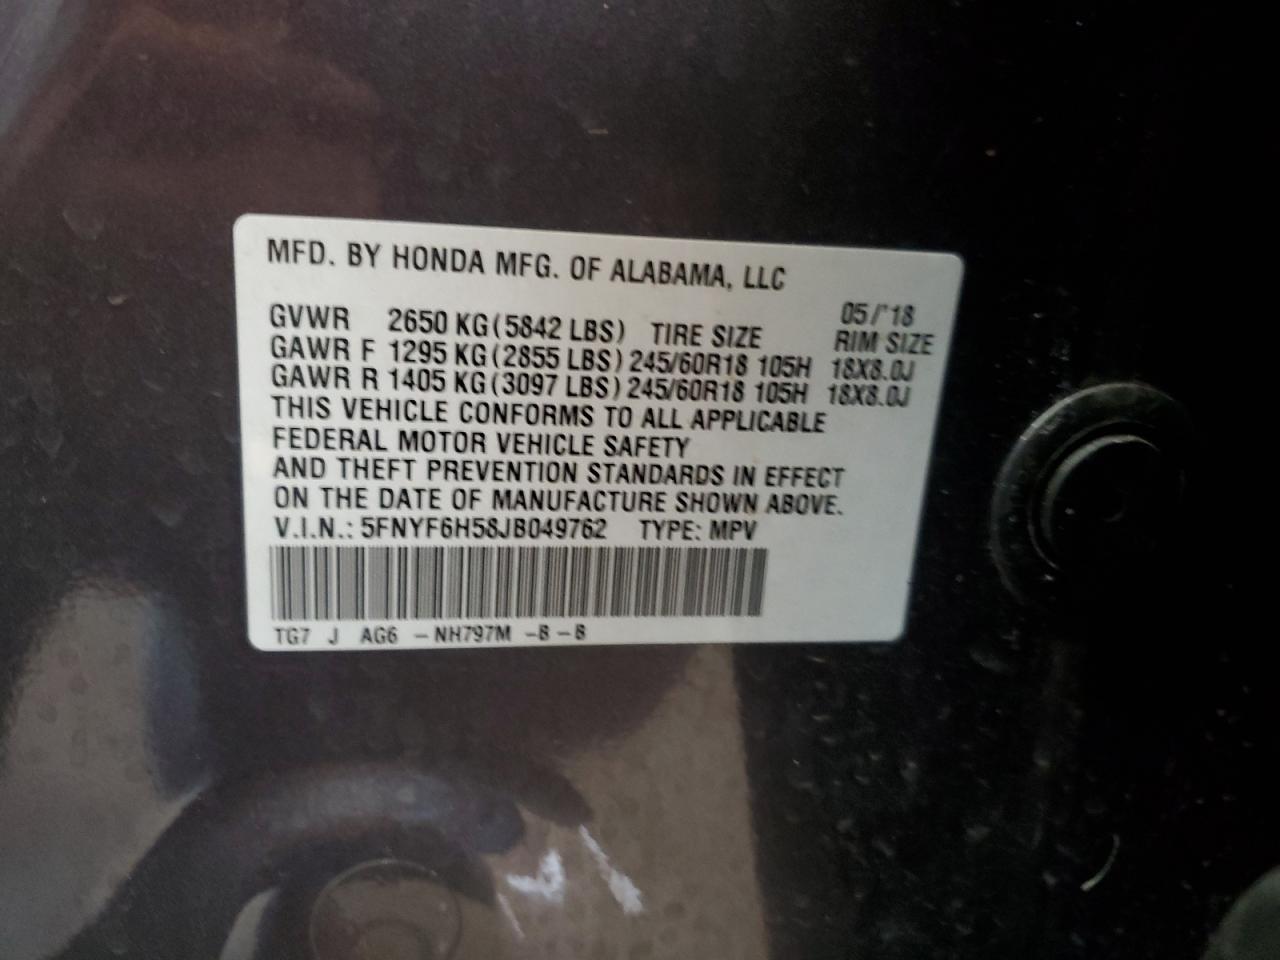 MFD. BY HONDA MFG. OF ALABAMA, LLC
05/'18
GVWR 2650 KG (5842 LBS) TIRE SIZE RIM SIZE
GAWR F 1295 KG (2855 LBS) 245/60R18 105H 18X8.0J
GAWR R 1405 KG (3097 LBS) 245/60R18 105H 18X8.0J
THIS VEHICLE CONFORMS TO ALL APPLICABLE
FEDERAL MOTOR VEHICLE SAFETY
AND THEFT PREVENTION STANDARDS IN EFFECT
ON THE DATE OF MANUFACTURE SHOWN ABOVE.
V.I.N.: 5FNYF6H58JB049762 TYPE: MPV
TG7 J AG6 -NH797M -B -B